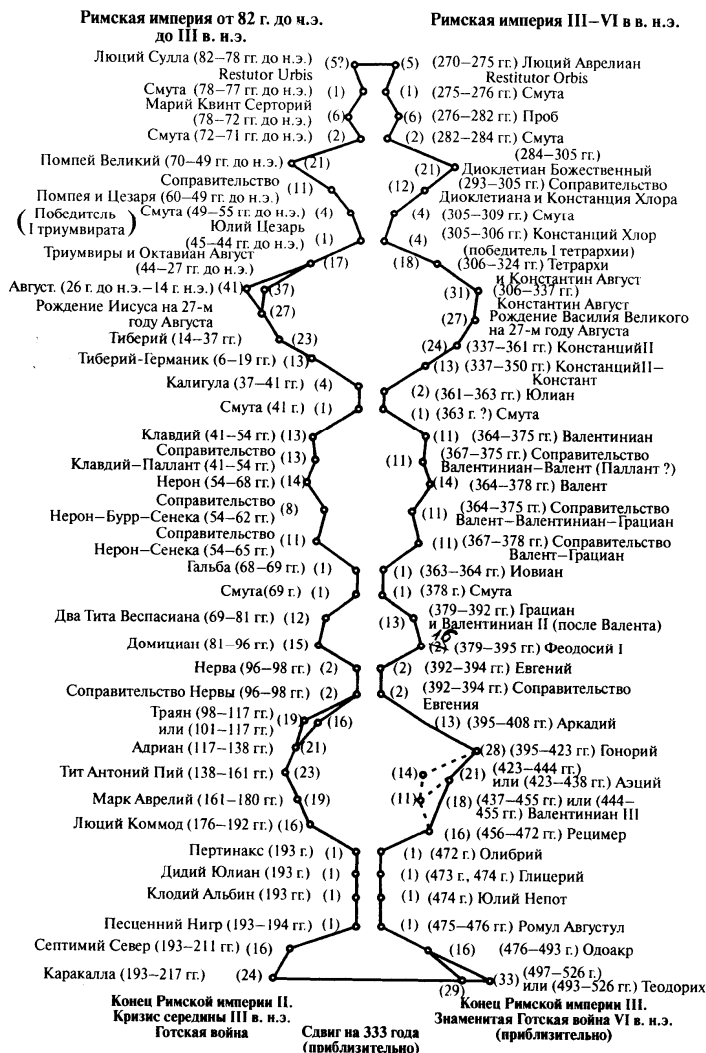 Римская империя от 82 г. до ч.э.
до III в. н.э.
Римская империя III–VI в в. н.э.
Люций Сулла (82–78 гг. до н.э.) (5?)
Restutor Urbis
(5) (270–275 гг.) Люций Аврелиан
Restitutor Orbis
Смута (78–77 гг. до н.э.) (1)
(1) (275–276 гг.) Смута
Марий Квинт Серторий
(78–72 гг. до н.э.) (6)
(6) (276–282 гг.) Проб
Смута (72–71 гг. до н.э.) (2)
(2) (282–284 гг.) Смута
Помпей Великий (70–49 гг. до н.э.) (21)
(284–305 гг.)
(21) Диоклетиан Божественный
Соправительство
Помпея и Цезаря (60–49 гг. до н.э.) (11)
(12) (293–305 гг.) Соправительство
Диоклетиана и Констанция Хлора
(Победитель
I триумвирата)
Смута (49–55 гг. до н.э.) (4)
(4) (305–309 гг.) Смута
Юлий Цезарь
(45–44 гг. до н.э.) (1)
(4) (305–306 гг.) Констанций Хлор
(победитель I тетрархии)
Триумвиры и Октавиан Август
(44–27 гг. до н.э.) (17)
(18) (306–324 гг.) Тетрархи
и Константин Август
Август. (26 г. до н.э.–14 г. н.э.) (41) (37)
(31) (306–337 гг.)
Константин Август
Рождение Иисуса на 27-м
году Августа (27)
(27) Рождение Василия Великого
на 27-м году Августа
Тиберий (14–37 гг.) (23)
(24) (337–361 гг.) Констанций II
Тиберий-Германик (6–19 гг.) (13)
(13) (337–350 гг.) Констанций II–
Констант
Калигула (37–41 гг.) (4)
(2) (361–363 гг.) Юлиан
Смута (41 г.) (1)
(1) (363 г. ?) Смута
Клавдий (41–54 гг.) (13)
(11) (364–375 гг.) Валентиниан
Соправительство
Клавдий–Паллант (41–54 гг.) (13)
(11) (367–375 гг.) Соправительство
Валентиниан–Валент (Паллант ?)
Нерон (54–68 гг.) (14)
(14) (364–378 гг.) Валент
Соправительство
Нерон–Бурр–Сенека (54–62 гг.) (8)
(11) (364–375 гг.) Соправительство
Валент–Валентиниан–Грациан
Соправительство
Нерон–Сенека (54–65 гг.) (11)
(11) (367–378 гг.) Соправительство
Валент–Грациан
Гальба (68–69 гг.) (1)
(1) (363–364 гг.) Иовиан
Смута(69 г.) (1)
(1) (378 г.) Смута
Два Тита Веспасиана (69–81 гг.) (12)
(13) (379–392 гг.) Грациан
и Валентиниан II (после Валента)
Домициан (81–96 гг.) (15)
16 (379–395 гг.) Феодосий I
Нерва (96–98 гг.) (2)
(2) (392–394 гг.) Евгений
Соправительство Нервы (96–98 гг.) (2)
(2) (392–394 гг.) Соправительство
Евгения
Траян (98–117 гг.) (19)
или (101–117 гг.) (16)
(13) (395–408 гг.) Аркадий
Адриан (117–138 гг.) (21)
(28) (395–423 гг.) Гонорий
Тит Антоний Пий (138–161 гг.) (23)
(14) (21) (423–444 гг.)
или (423–438 гг.) Аэций
Марк Аврелий (161–180 гг.) (19)
(11) (18) (437–455 гг.) или (444–
455 гг.) Валентиниан III
Люций Коммод (176–192 гг.) (16)
(16) (456–472 гг.) Рецимер
Пертинакс (193 г.) (1)
(1) (472 г.) Олибрий
Дидий Юлиан (193 г.) (1)
(1) (473 г., 474 г.) Глицерий
Клодий Альбин (193 гг.) (1)
(1) (474 г.) Юлий Непот
Песценний Нигр (193–194 гг.) (1)
(1) (475–476 гг.) Ромул Августул
Септимий Север (193–211 гг.) (16)
(16) (476–493 г.) Одоакр
Каракалла (193–217 гг.) (24)
(29) (33) (497–526 г.)
или (493–526 гг.) Теодорих
Конец Римской империи II.
Кризис середины III в. н.э.
Готская война
Сдвиг на 333 года
(приблизительно)
Конец Римской империи III.
Знаменитая Готская война VI в. н.э.
(приблизительно)